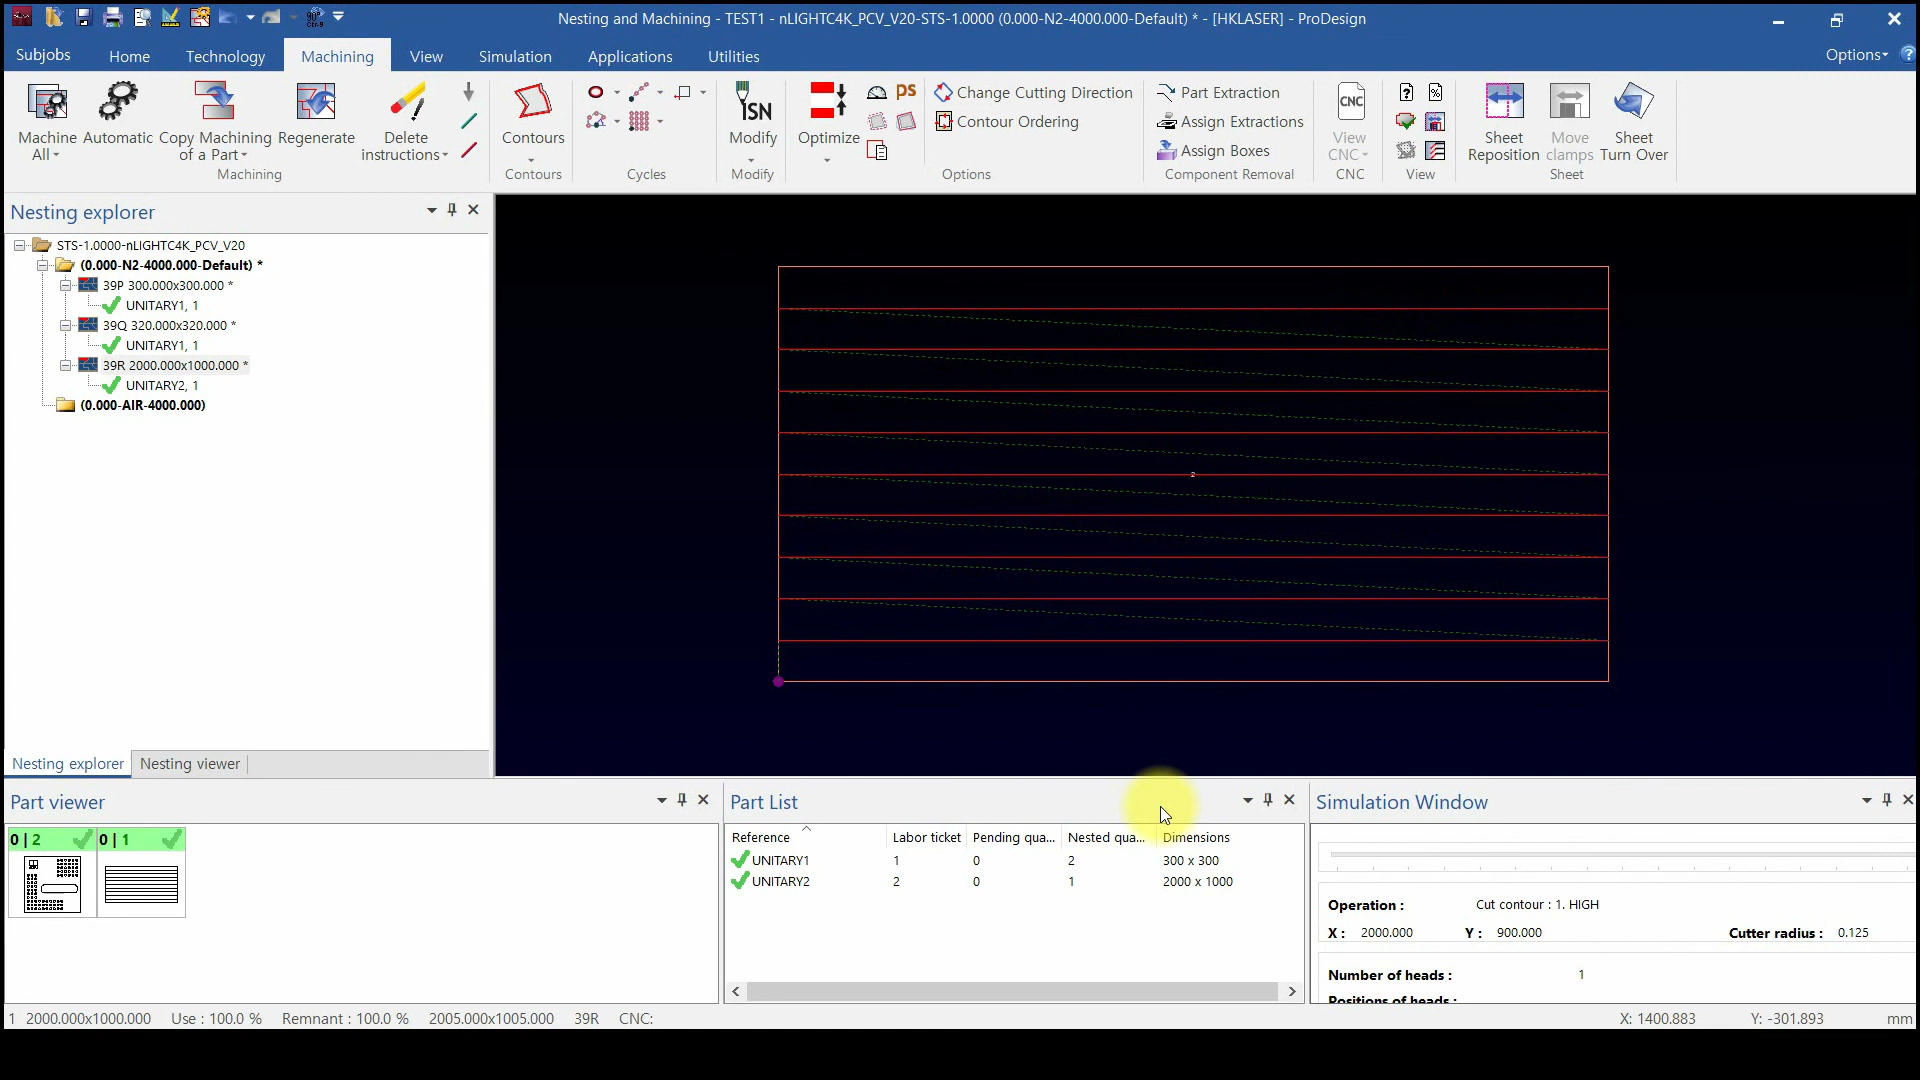 Nesting and Machining - TEST1 - nLIGHTC4K_PCV_V20-STS-1.0000 (0.000-N2-4000.000-Default) * - [HKLASER] - ProDesign
Subjobs Home Technology Machining View Simulation Applications Utilities Options
Machine All
Automatic
Copy Machining of a Part
Regenerate
Delete instructions
Machining
Contours
Contours
Cycles
ISN
Modify
Modify
Optimize
PS
Change Cutting Direction
Contour Ordering
Options
Part Extraction
Assign Extractions
Assign Boxes
Component Removal
CNC
View CNC
CNC
View
Sheet Reposition
Move clamps
Sheet Turn Over
Sheet
Nesting explorer
STS-1.0000-nLIGHTC4K_PCV_V20
(0.000-N2-4000.000-Default) *
39P 300.000x300.000 *
UNITARY1, 1
39Q 320.000x320.000 *
UNITARY1, 1
39R 2000.000x1000.000 *
UNITARY2, 1
(0.000-AIR-4000.000)
2
Nesting explorer Nesting viewer
Part viewer
0 | 2 0 | 1
Part List
Reference Labor ticket Pending qua... Nested qua... Dimensions
UNITARY1 1 0 2 300 x 300
UNITARY2 2 0 1 2000 x 1000
Simulation Window
Operation : Cut contour : 1. HIGH
X : 2000.000 Y : 900.000 Cutter radius : 0.125
Number of heads : 1
Positions of heads :
1 2000.000x1000.000 Use : 100.0 % Remnant : 100.0 % 2005.000x1005.000 39R CNC: X: 1400.883 Y: -301.893 mm